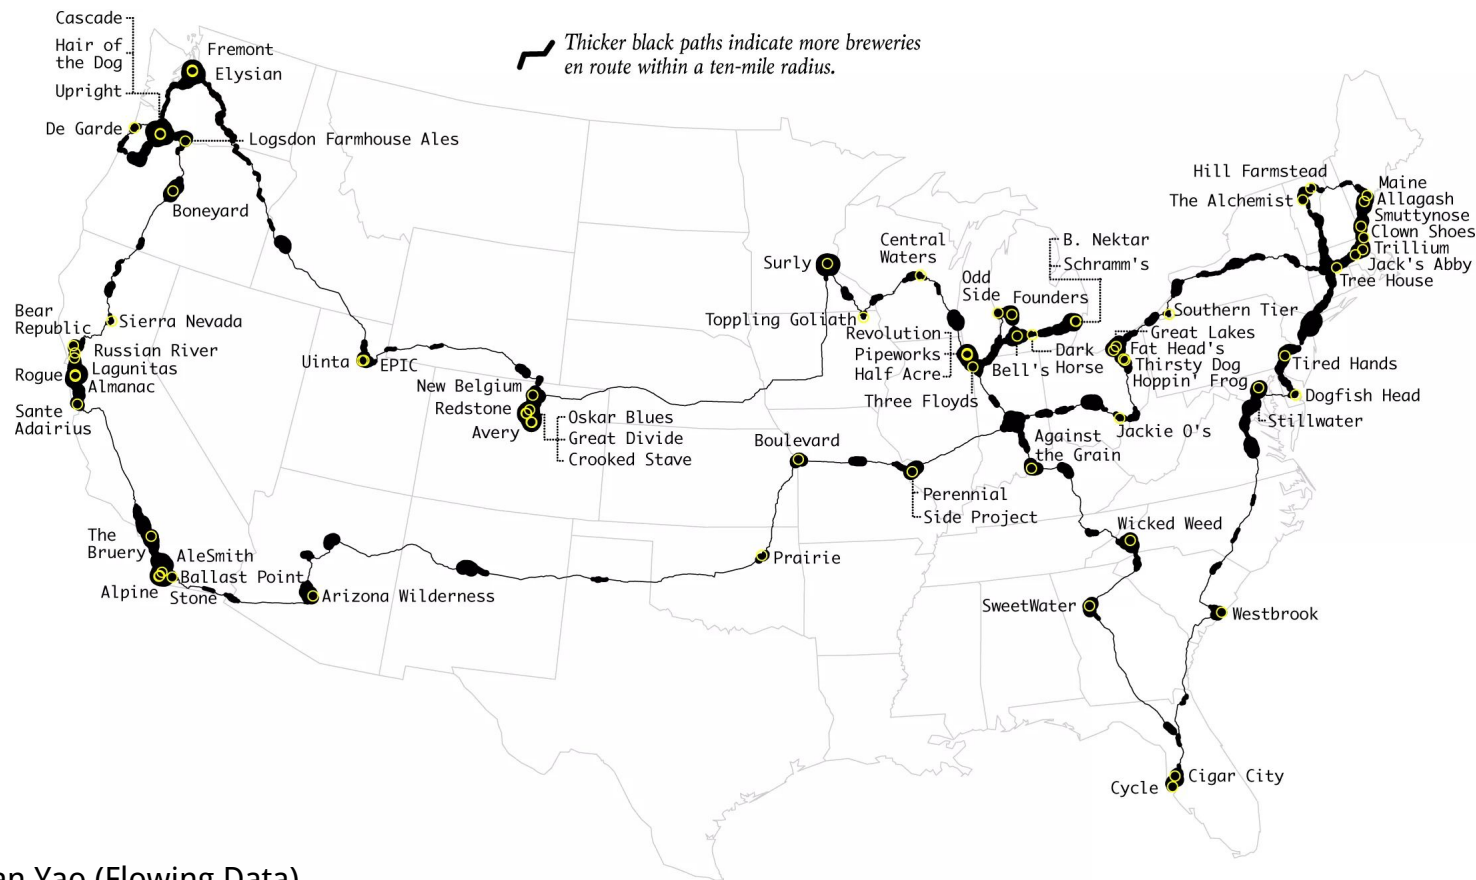 Cascade
Hair of
the Dog
Upright
De Garde
Fremont
Elysian
Logsdon Farmhouse Ales
Boneyard
Thicker black paths indicate more breweries
en route within a ten-mile radius.
Bear
Republic
Sierra Nevada
Russian River
Lagunitas
Rogue
Almanac
Sante
Adairius
Uinta
EPIC
New Belgium
Redstone
Avery
Oskar Blues
Great Divide
Crooked Stave
The
Bruery
AleSmith
Ballast Point
Alpine
Stone
Arizona Wilderness
Surly
Toppling Goliath
Central
Waters
Odd
Side
Founders
B. Nektar
Schramm's
Revolution
Pipeworks
Half Acre
Three Floyds
Bell's
Dark
Horse
Boulevard
Perennial
Side Project
Prairie
Against
the Grain
Jackie O's
Wicked Weed
SweetWater
Westbrook
Cigar City
Cycle
Hill Farmstead
The Alchemist
Maine
Allagash
Smuttynose
Clown Shoes
Trillium
Jack's Abby
Tree House
Southern Tier
Great Lakes
Fat Head's
Thirsty Dog
Hoppin' Frog
Tired Hands
Dogfish Head
Stillwater
Yao (Flowing Data)